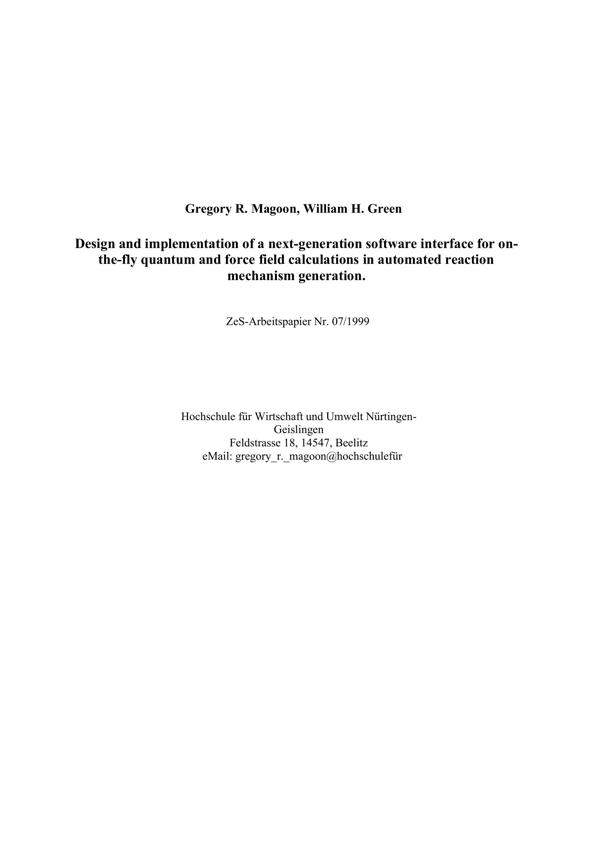 Gregory R. Magoon, William H. Green
Design and implementation of a next-generation software interface for on-
the-fly quantum and force field calculations in automated reaction
mechanism generation.
ZeS-Arbeitspapier Nr. 07/1999
Hochschule für Wirtschaft und Umwelt Nürtingen-
Geislingen
Feldstrasse 18, 14547, Beelitz
eMail: gregory_r._magoon@hochschulefür